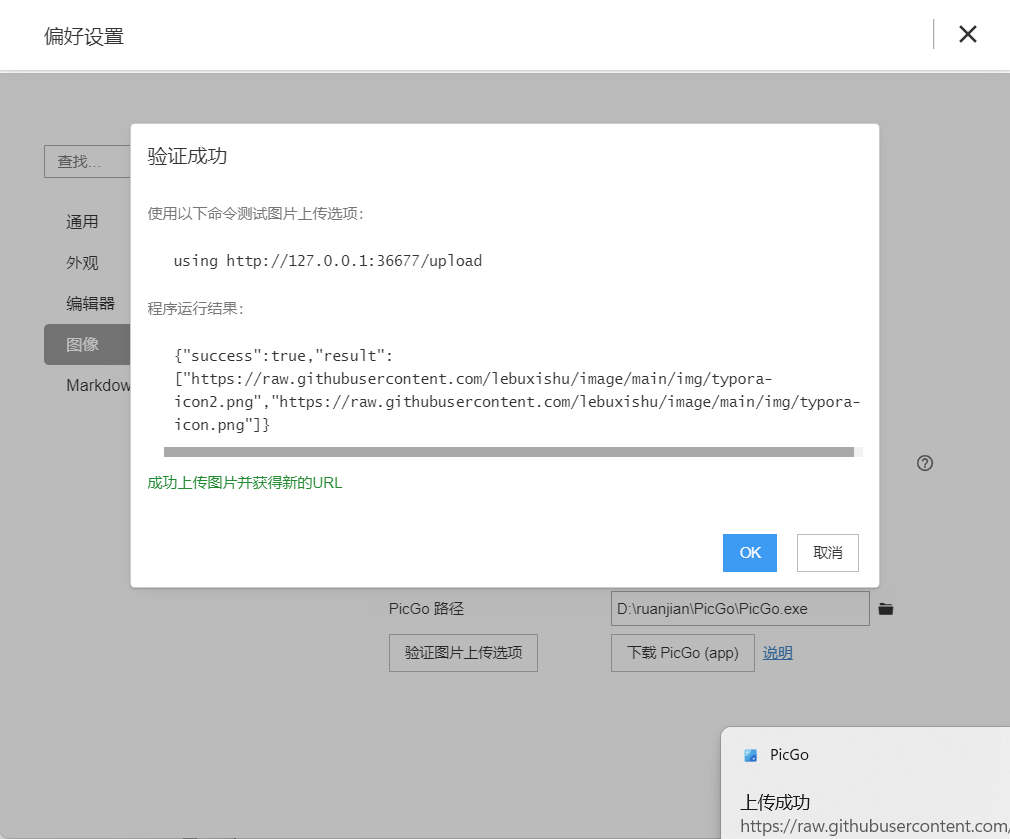 偏好设置
查找...
通用
外观
编辑器
图像
Markdow
验证成功
使用以下命令测试图片上传选项：
using http://127.0.0.1:36677/upload
程序运行结果：
{"success":true,"result":
["https://raw.githubusercontent.com/lebuxishu/image/main/img/typora-
icon2.png","https://raw.githubusercontent.com/lebuxishu/image/main/img/typora-
icon.png"]}
成功上传图片并获得新的URL
OK 取消
PicGo 路径 D:\ruanjian\PicGo\PicGo.exe
验证图片上传选项 下载 PicGo (app) 说明
PicGo
上传成功
https://raw.githubusercontent.com/